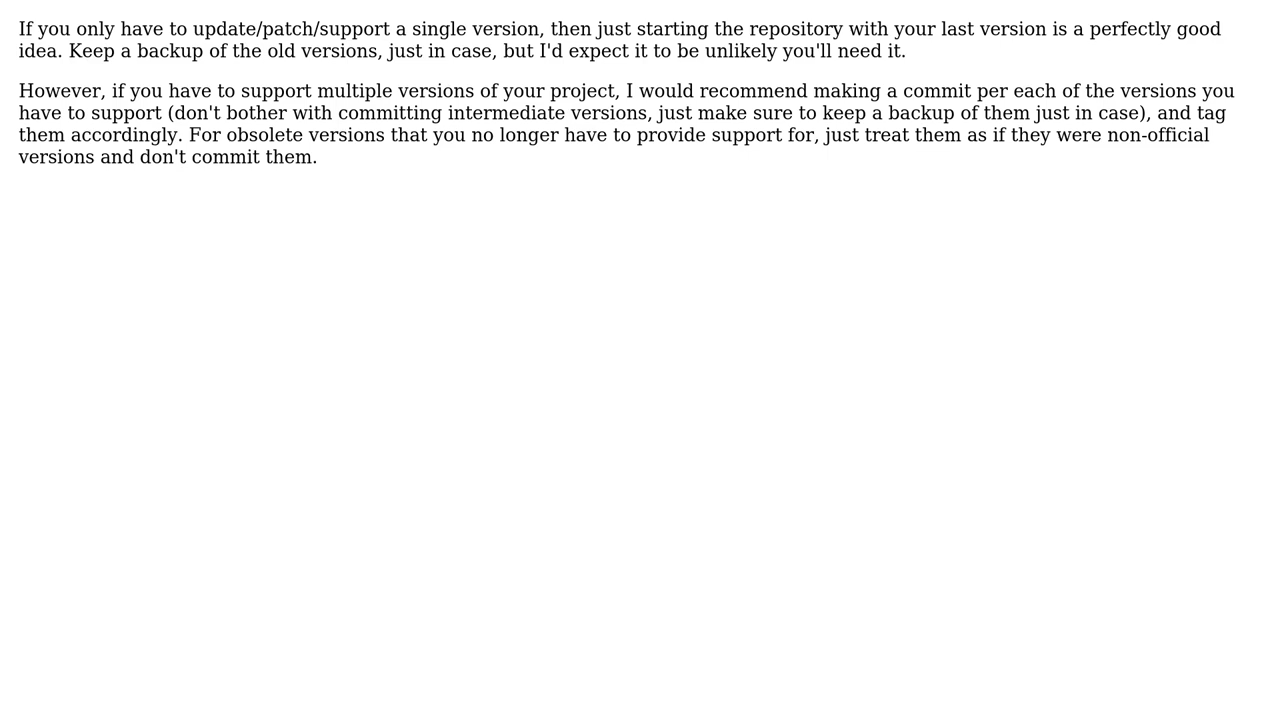 If you only have to update/patch/support a single version, then just starting the repository with your last version is a perfectly good
idea. Keep a backup of the old versions, just in case, but I'd expect it to be unlikely you'll need it.
However, if you have to support multiple versions of your project, I would recommend making a commit per each of the versions you
have to support (don't bother with committing intermediate versions, just make sure to keep a backup of them just in case), and tag
them accordingly. For obsolete versions that you no longer have to provide support for, just treat them as if they were non-official
versions and don't commit them.